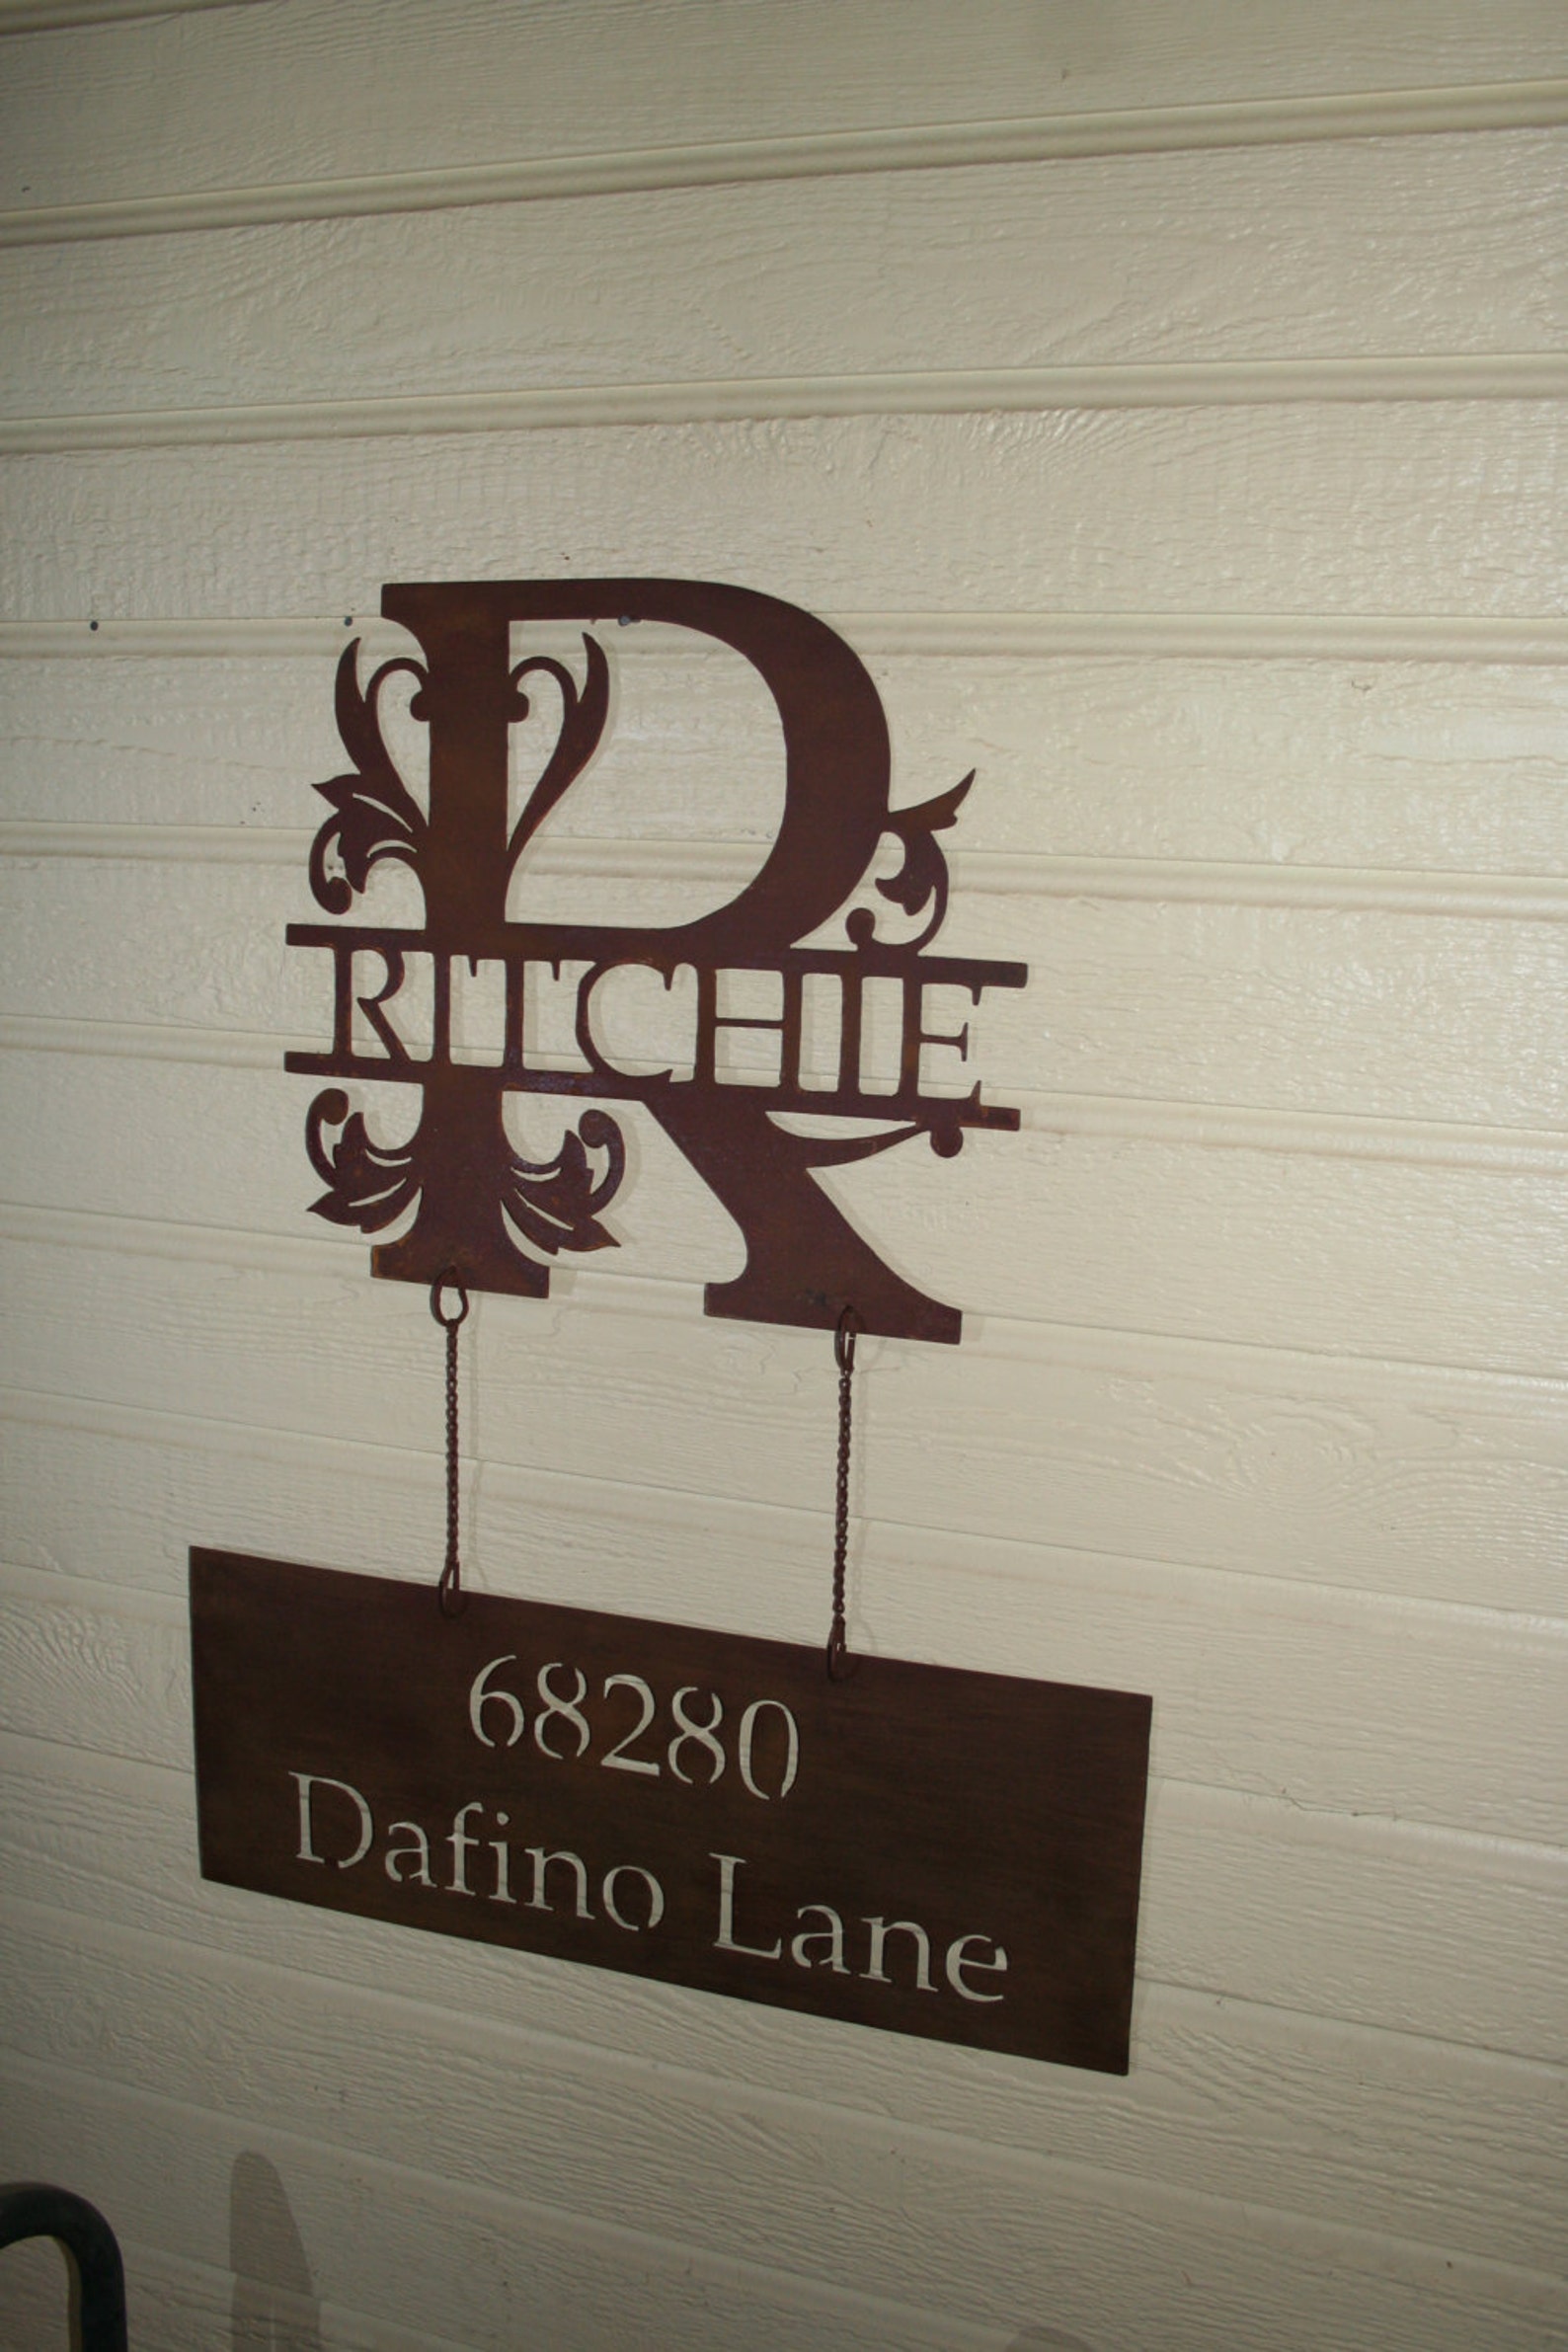 R
RITCHIE
68280
Dafino Lane